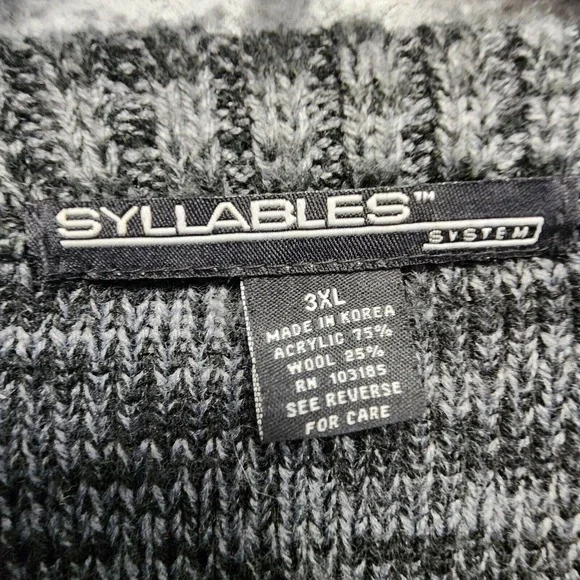 SYLLABLES™
SYSTEM
3XL
MADE IN KOREA
ACRYLIC 75%
WOOL 25%
RN 103185
SEE REVERSE
FOR CARE